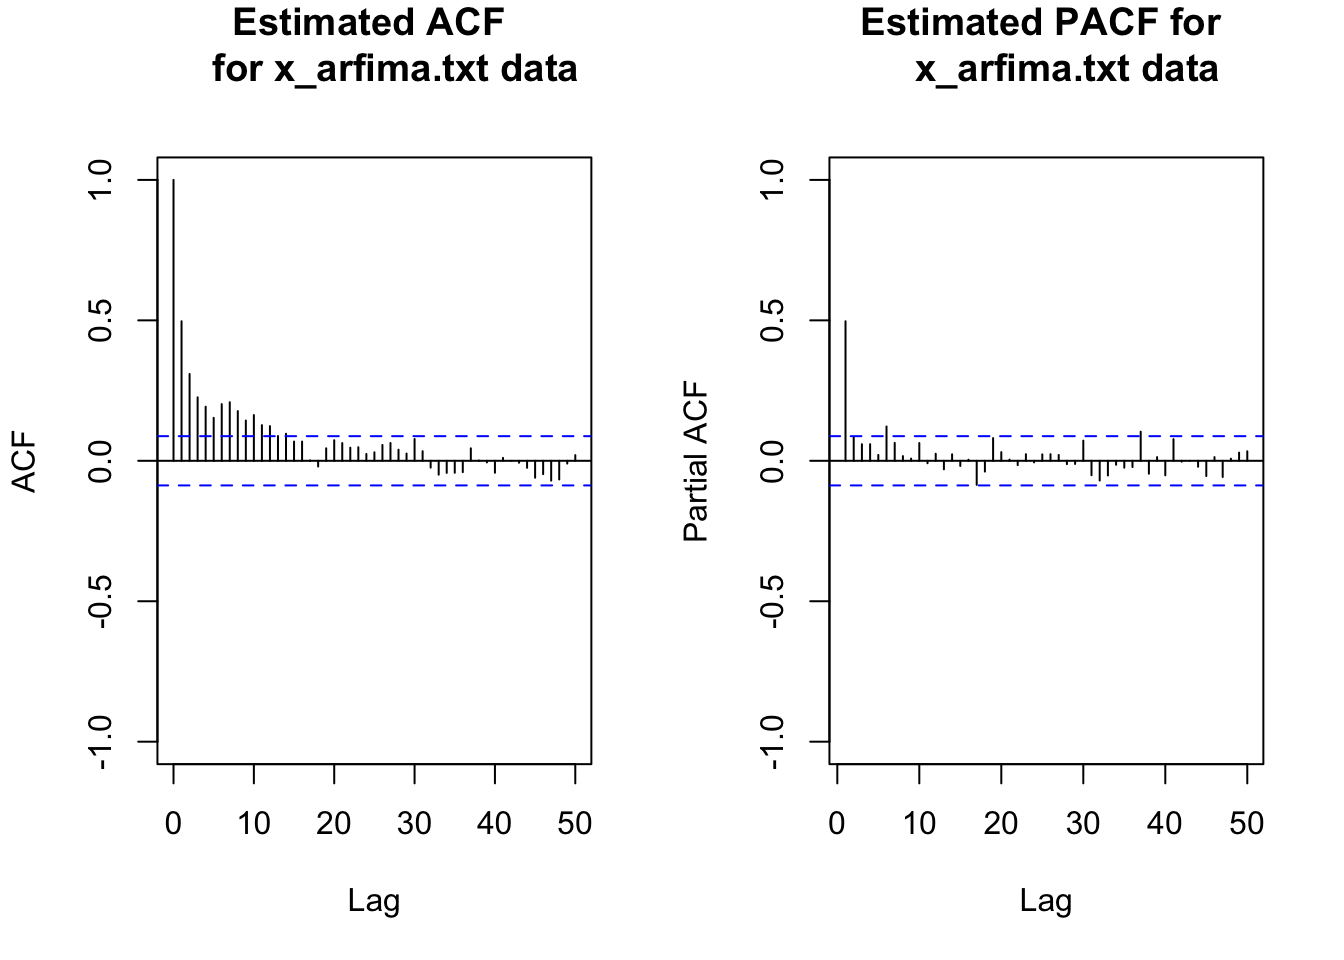 Estimated ACF
for x_arfima.txt data
ACF
1.0
0.5
0.0
-0.5
-1.0
0 10 20 30 40 50
Lag
Estimated PACF for
x_arfima.txt data
Partial ACF
1.0
0.5
0.0
-0.5
-1.0
0 10 20 30 40 50
Lag